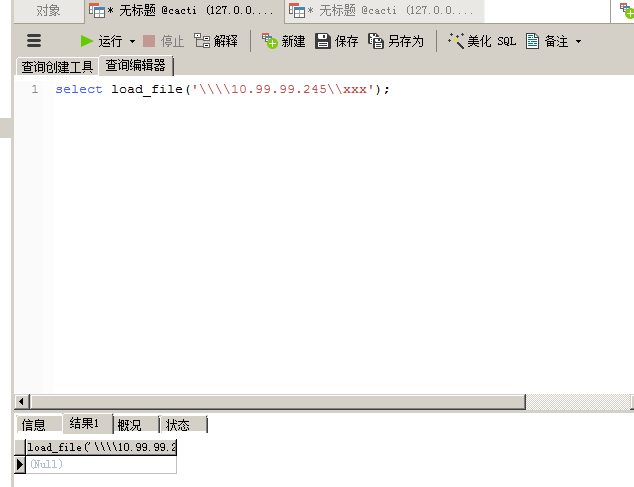 对象 * 无标题 @cacti (127.0.0.... * 无标题 @cacti (127.0.0....
运行 停止 解释 新建 保存 另存为 美化 SQL 备注
查询创建工具 查询编辑器
1 select load_file('\\\\10.99.99.245\\xxx');
信息 结果1 概况 状态
load_file('\\\\10.99.2
(Null)